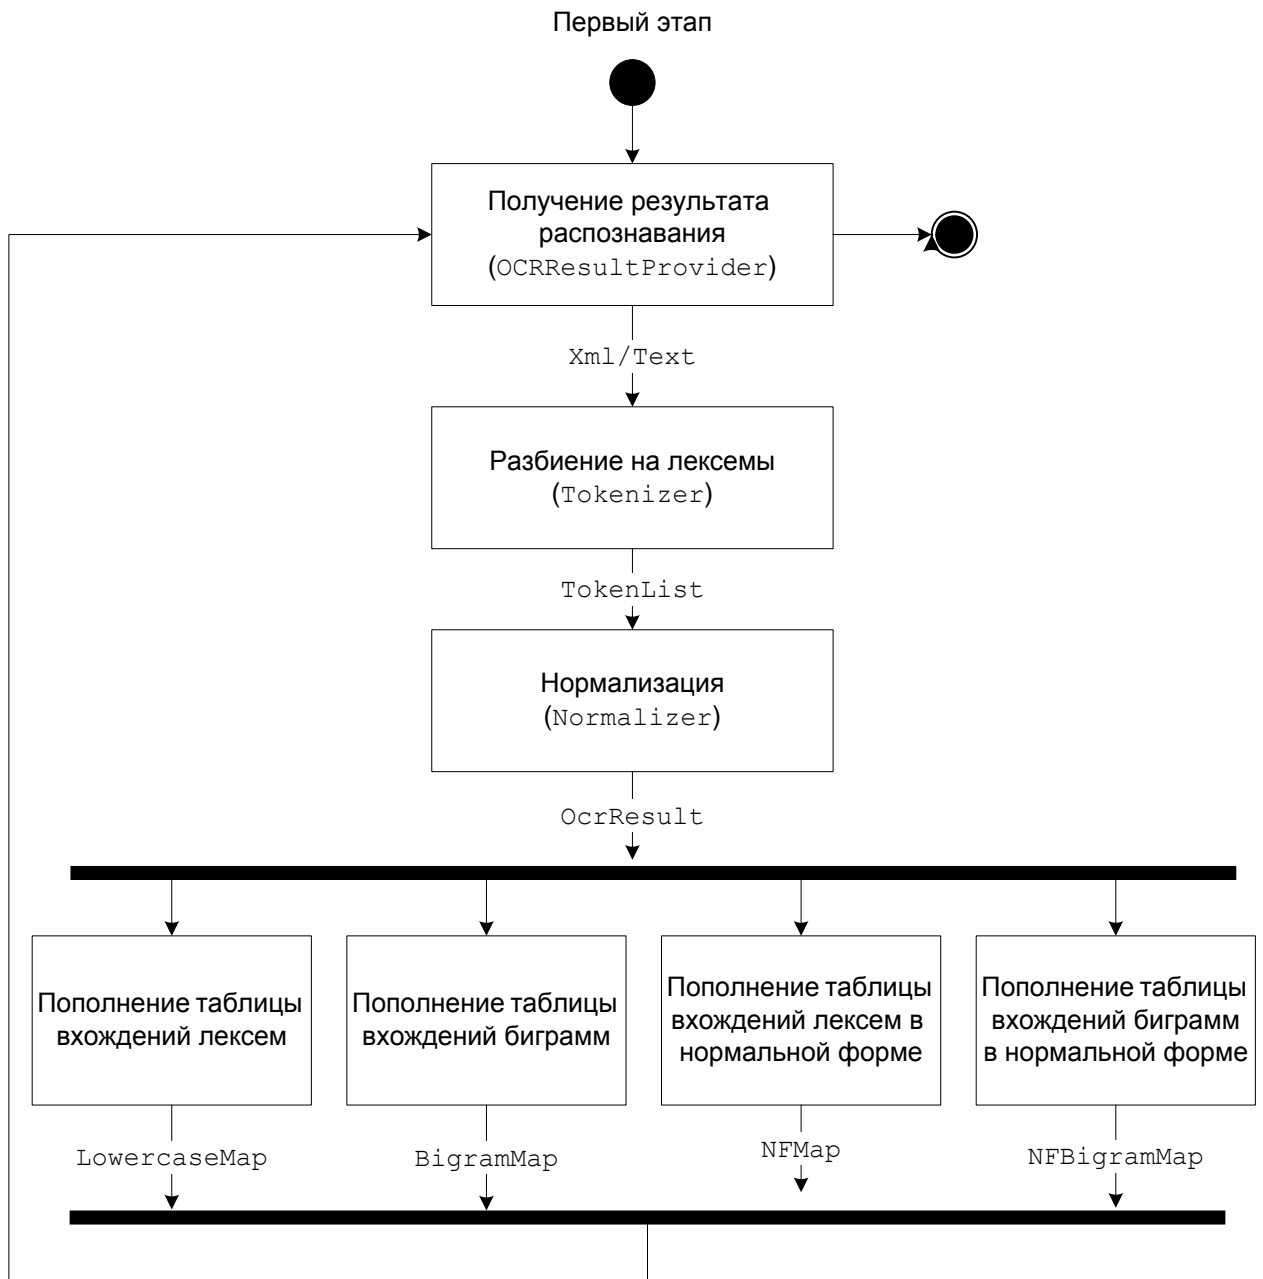 Первый этап
Получение результата
распознавания
(OCRResultProvider)
Xml/Text
Разбиение на лексемы
(Tokenizer)
TokenList
Нормализация
(Normalizer)
OcrResult
Пополнение таблицы
вхождений лексем
Пополнение таблицы
вхождений биграмм
Пополнение таблицы
вхождений лексем в
нормальной форме
Пополнение таблицы
вхождений биграмм
в нормальной форме
LowercaseMap
BigramMap
NFMap
NFBigramMap